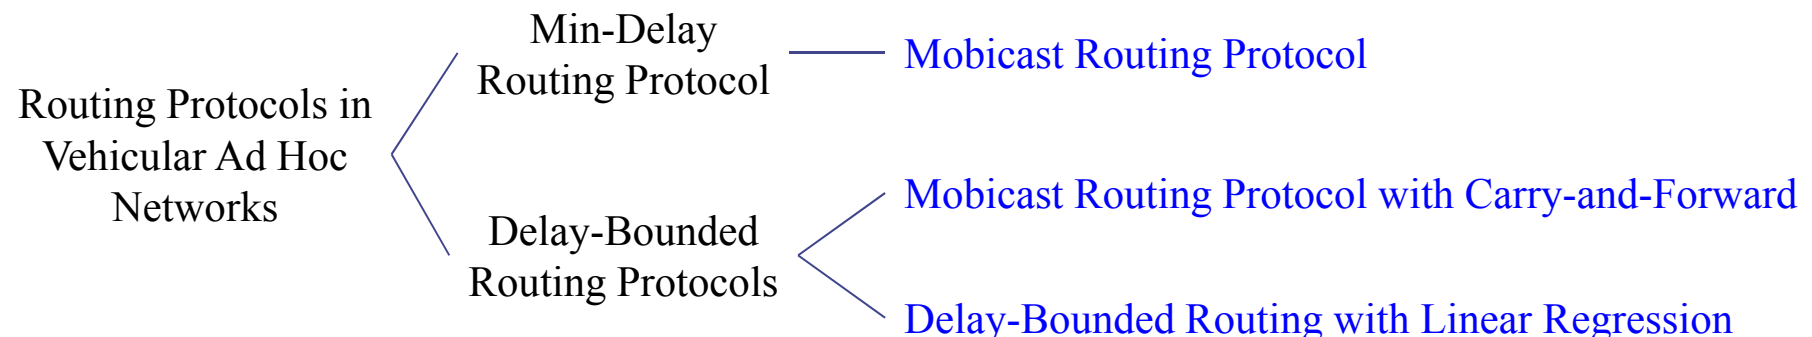 Routing Protocols in
Vehicular Ad Hoc
Networks
Min-Delay
Routing Protocol
Mobicast Routing Protocol
Delay-Bounded
Routing Protocols
Mobicast Routing Protocol with Carry-and-Forward
Delay-Bounded Routing with Linear Regression